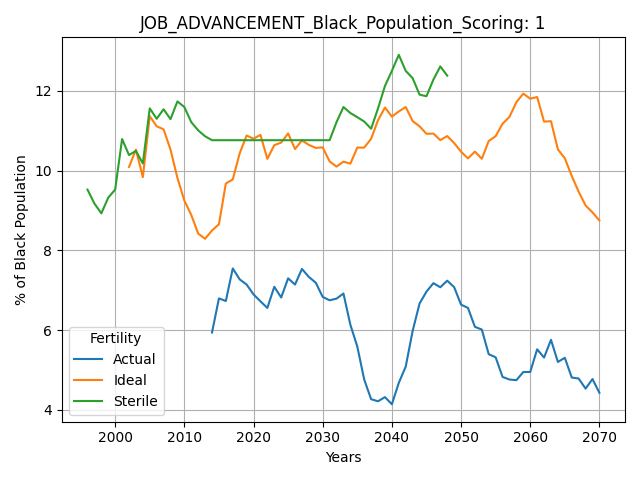 JOB_ADVANCEMENT_Black_Population_Scoring: 1
% of Black Population
12
10
8
6
4
Fertility
Actual
Ideal
Sterile
2000 2010 2020 2030 2040 2050 2060 2070
Years